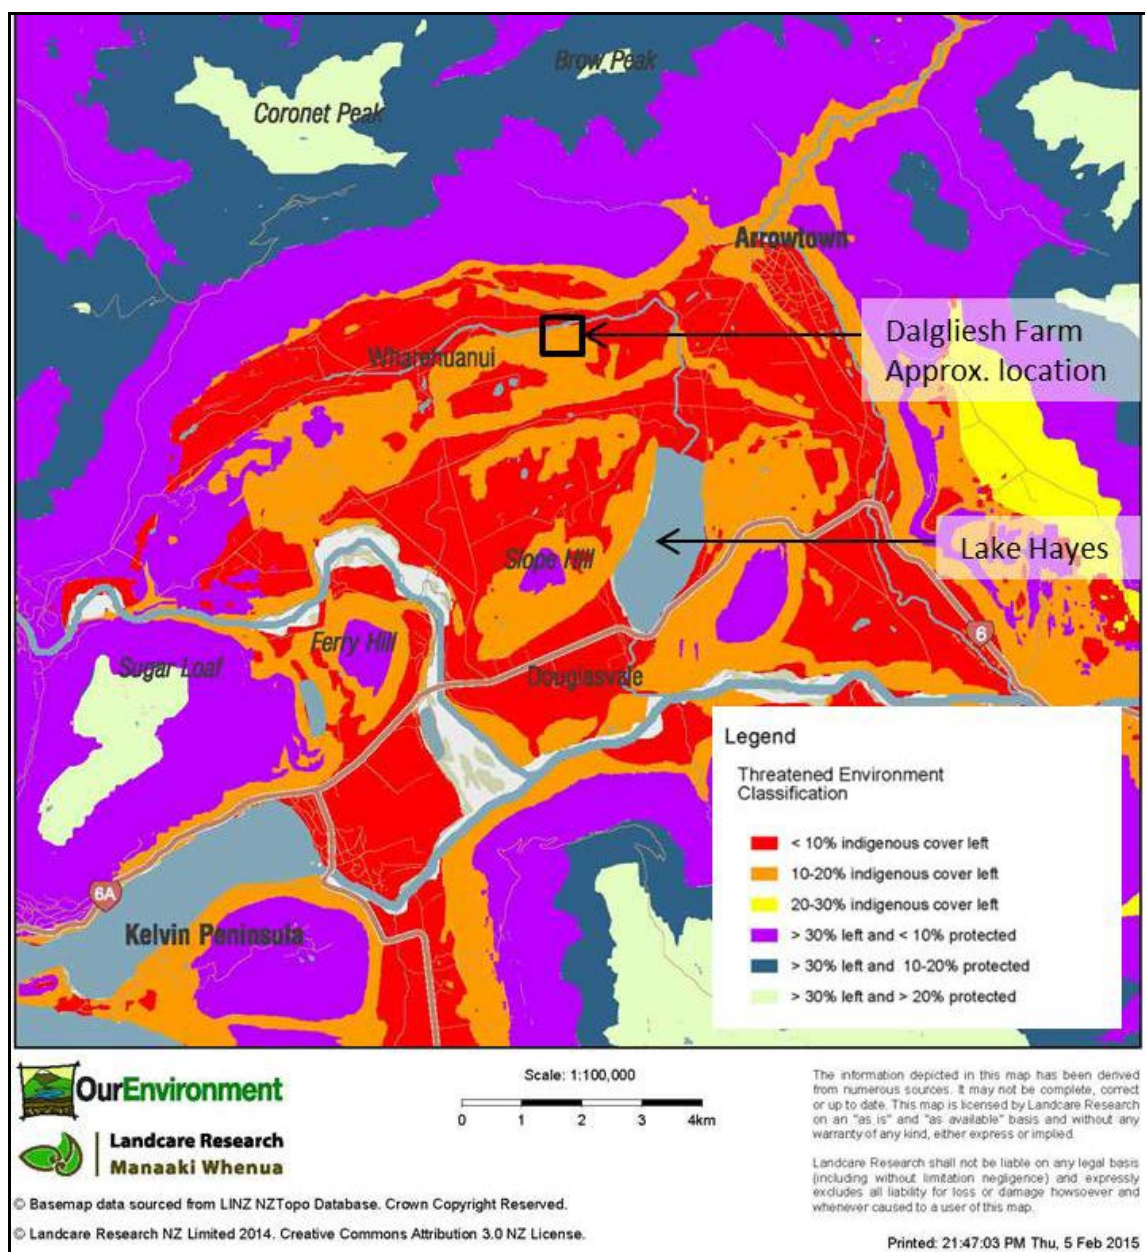 Brow Peak
Coronet Peak
Arrowtown
Dalgliesh Farm
Approx. location
Wharehuanui
Lake Hayes
Slope Hill
Ferry Hill
6
Sugar Loaf
Douglasvale
6A
Kelvin Peninsula
Legend
Threatened Environment
Classification
< 10% indigenous cover left
10-20% indigenous cover left
20-30% indigenous cover left
> 30% left and < 10% protected
> 30% left and 10-20% protected
> 30% left and > 20% protected
OurEnvironment
Landcare Research
Manaaki Whenua
Scale: 1:100,000
0 1 2 3 4km
The information depicted in this map has been derived
from numerous sources. It may not be complete, correct
or up to date. This map is licensed by Landcare Research
on an "as is" and "as available" basis and without any
warranty of any kind, either express or implied.
Landcare Research shall not be liable on any legal basis
(including without limitation negligence) and expressly
excludes all liability for loss or damage howsoever and
whenever caused to a user of this map.
© Basemap data sourced from LINZ NZTopo Database. Crown Copyright Reserved.
© Landcare Research NZ Limited 2014. Creative Commons Attribution 3.0 NZ License.
Printed: 21:47:03 PM Thu, 5 Feb 2015